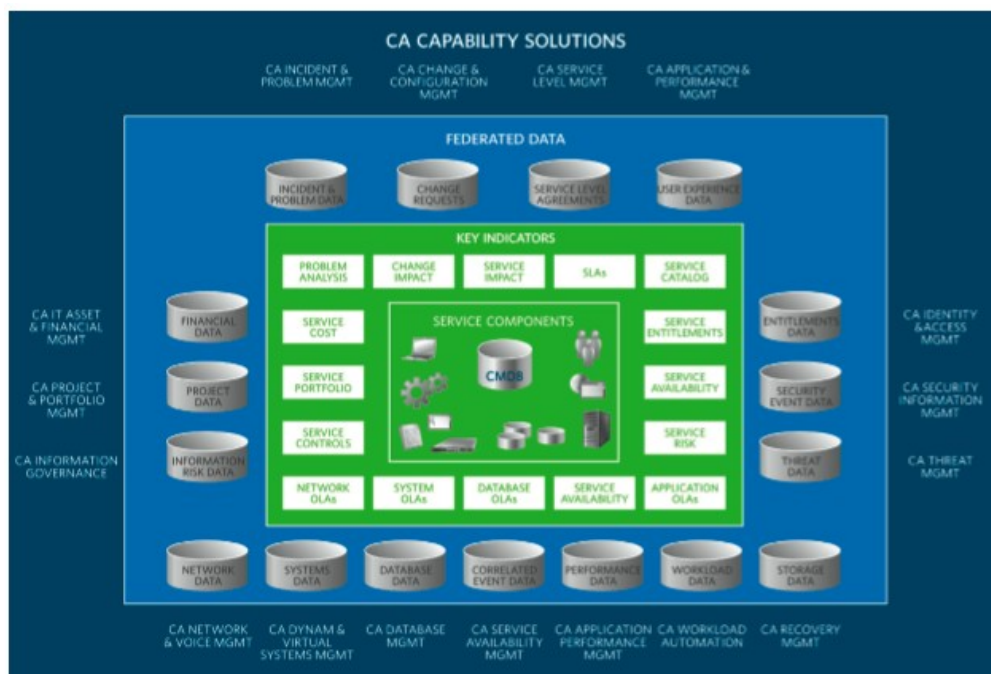 CA CAPABILITY SOLUTIONS
CA INCIDENT &
PROBLEM MGMT
CA CHANGE &
CONFIGURATION
MGMT
CA SERVICE
LEVEL MGMT
CA APPLICATION &
PERFORMANCE
MGMT
FEDERATED DATA
INCIDENT &
PROBLEM DATA
CHANGE
REQUESTS
SERVICE LEVEL
AGREEMENTS
USER EXPERIENCE
DATA
KEY INDICATORS
PROBLEM
ANALYSIS
CHANGE
IMPACT
SERVICE
IMPACT
SLAs
SERVICE
CATALOG
CA IT ASSET
& FINANCIAL
MGMT
FINANCIAL
DATA
SERVICE
COST
SERVICE COMPONENTS
CMDB
SERVICE
ENTITLEMENTS
ENTITLEMENTS
DATA
CA IDENTITY
&ACCESS
MGMT
CA PROJECT
& PORTFOLIO
MGMT
PROJECT
DATA
SERVICE
PORTFOLIO
SERVICE
AVAILABILITY
SECURITY
EVENT DATA
CA SECURITY
INFORMATION
MGMT
CA INFORMATION
GOVERNANCE
INFORMATION
RISK DATA
SERVICE
CONTROLS
SERVICE
RISK
THREAT
DATA
CA THREAT
MGMT
NETWORK
OLAs
SYSTEM
OLAs
DATABASE
OLAs
SERVICE
AVAILABILITY
APPLICATION
OLAs
NETWORK
DATA
SYSTEMS
DATA
DATABASE
DATA
CORRELATED
EVENT DATA
PERFORMANCE
DATA
WORKLOAD
DATA
STORAGE
DATA
CA NETWORK
& VOICE MGMT
CA DYNAM &
VIRTUAL
SYSTEMS MGMT
CA DATABASE
MGMT
CA SERVICE
AVAILABILITY
MGMT
CA APPLICATION
PERFORMANCE
MGMT
CA WORKLOAD
AUTOMATION
CA RECOVERY
MGMT